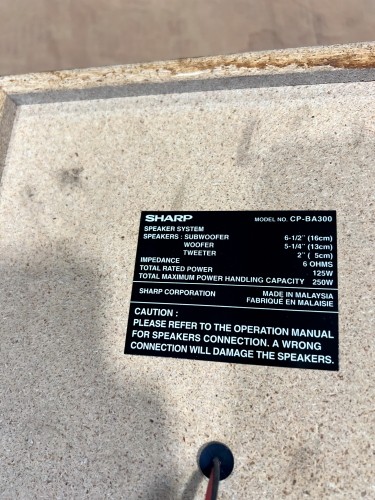 SHARP MODEL NO. CP-BA300
SPEAKER SYSTEM
SPEAKERS : SUBWOOFER 6-1/2" (16cm)
WOOFER 5-1/4" (13cm)
TWEETER 2" ( 5cm)
IMPEDANCE 6 OHMS
TOTAL RATED POWER 125W
TOTAL MAXIMUM POWER HANDLING CAPACITY 250W
SHARP CORPORATION MADE IN MALAYSIA
FABRIQUÉ EN MALAISIE
CAUTION :
PLEASE REFER TO THE OPERATION MANUAL
FOR SPEAKERS CONNECTION. A WRONG
CONNECTION WILL DAMAGE THE SPEAKERS.